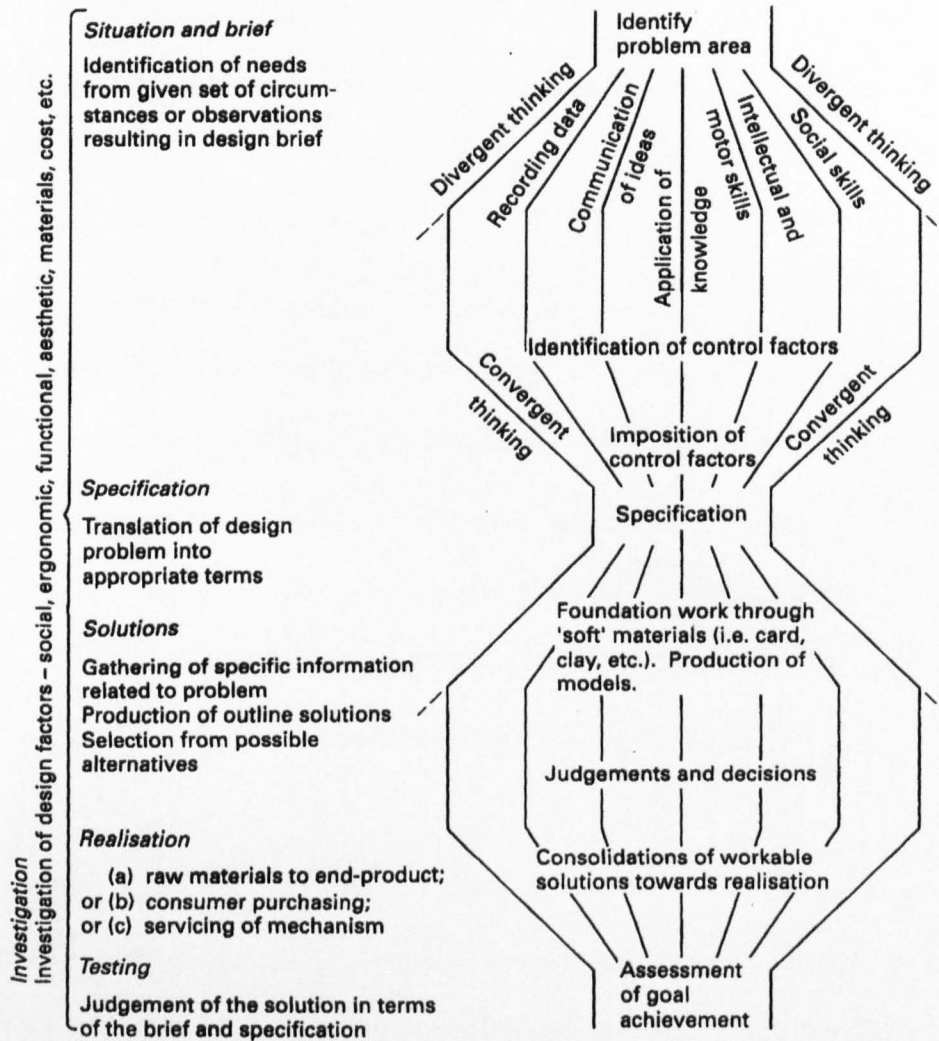 Investigation
Investigation of design factors – social, ergonomic, functional, aesthetic, materials, cost, etc.
Situation and brief
Identification of needs
from given set of circum-
stances or observations
resulting in design brief
Specification
Translation of design
problem into
appropriate terms
Solutions
Gathering of specific information
related to problem
Production of outline solutions
Selection from possible
alternatives
Realisation
(a) raw materials to end-product;
or (b) consumer purchasing;
or (c) servicing of mechanism
Testing
Judgement of the solution in terms
of the brief and specification
Identify
problem area
Divergent thinking
Recording data
Communication
of ideas
Application of
knowledge
Intellectual and
motor skills
Social skills
Divergent thinking
Identification of control factors
Convergent
thinking
Imposition of
control factors
Convergent
thinking
Specification
Foundation work through
'soft' materials (i.e. card,
clay, etc.). Production of
models.
Judgements and decisions
Consolidations of workable
solutions towards realisation
Assessment
of goal
achievement